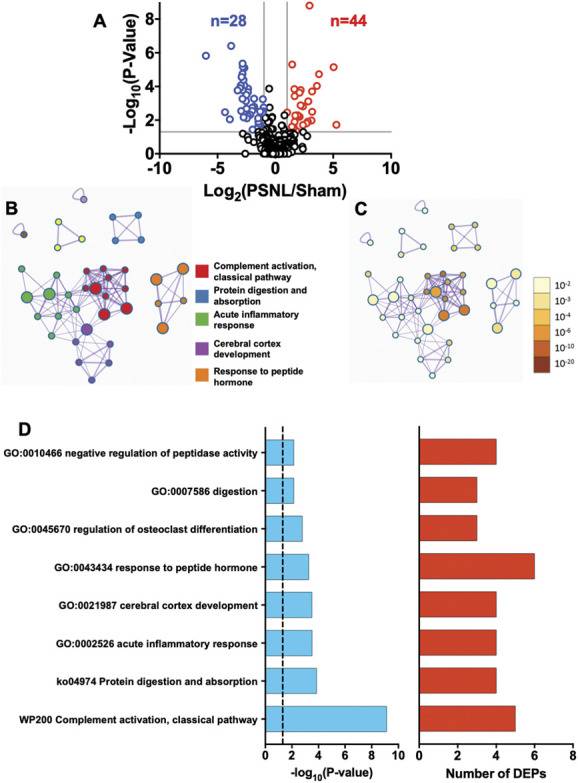 A
n=28
n=44
-Log10(P-Value)
8
6
4
2
0
-10
-5
0
5
10
Log2(PSNL/Sham)
B
Complement activation,
classical pathway
Protein digestion and
absorption
Acute inflammatory
response
Cerebral cortex
development
Response to peptide
hormone
C
10-2
10-3
10-4
10-6
10-10
10-20
D
GO:0010466 negative regulation of peptidase activity
GO:0007586 digestion
GO:0045670 regulation of osteoclast differentiation
GO:0043434 response to peptide hormone
GO:0021987 cerebral cortex development
GO:0002526 acute inflammatory response
ko04974 Protein digestion and absorption
WP200 Complement activation, classical pathway
0 2 4 6 8 10
-log10(P-value)
0 2 4 6 8
Number of DEPs